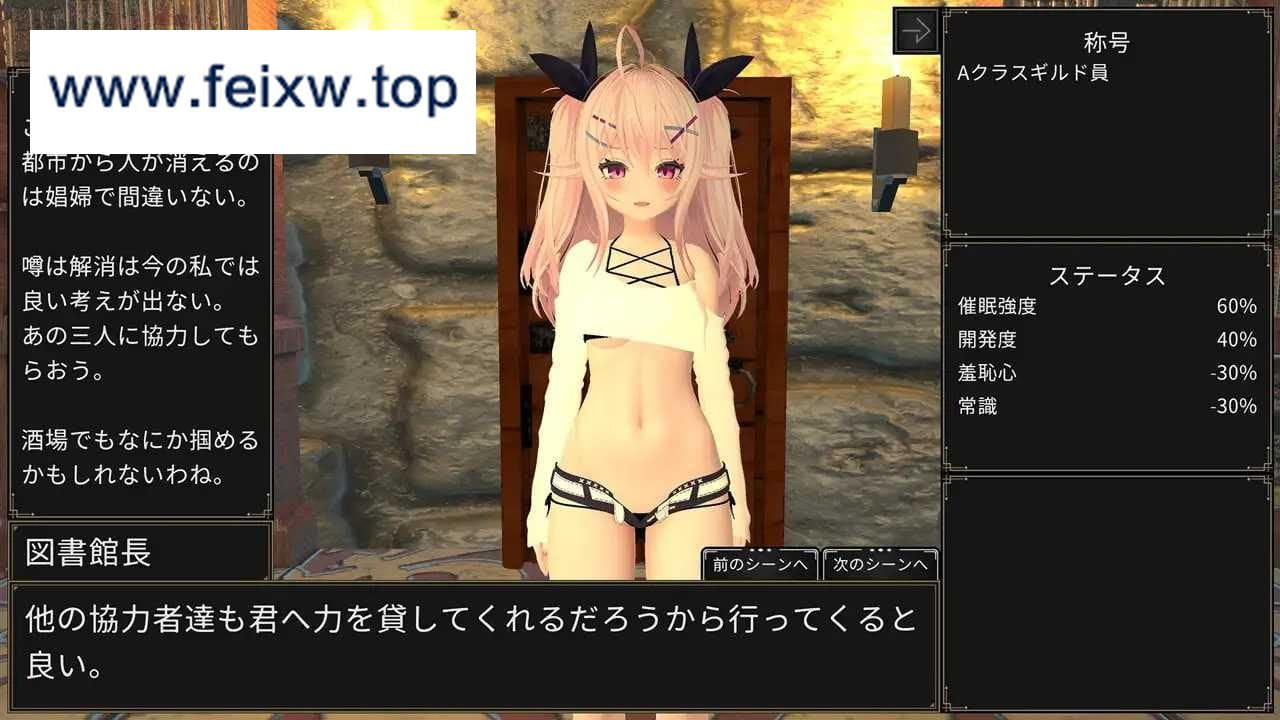 www.feixw.top
都市から人が消えるの
は娼婦で間違いない。
噂は解消は今の私では
良い考えが出ない。
あの三人に協力しても
らおう。
酒場でもなにか掴める
かもしれないわね。
図書館長
他の協力者達も君へ力を貸してくれるだろうから行ってくると
良い。
前のシーンへ
次のシーンへ
称号
Aクラスギルド員
ステータス
催眠強度 60%
開発度 40%
羞恥心 -30%
常識 -30%